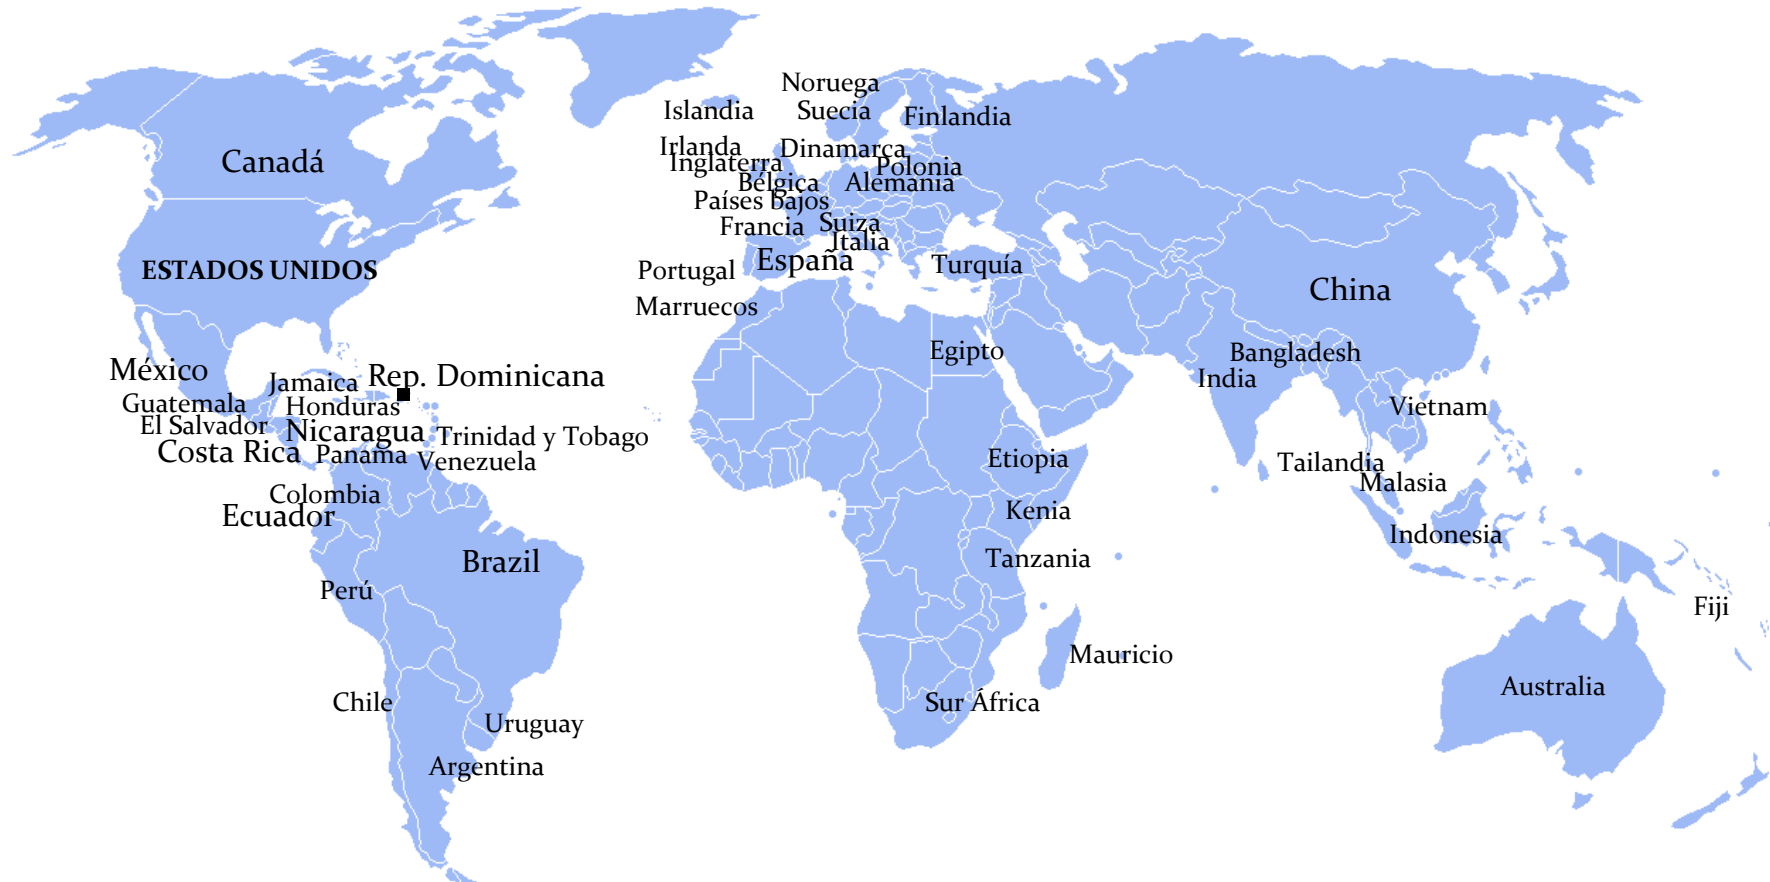 Noruega
Islandia
Suecia
Finlandia
Irlanda
Dinamarca
Inglaterra
Polonia
Canadá
Bélgica
Alemania
Países bajos
Francia
Suiza
Italia
España
Portugal
Turquía
ESTADOS UNIDOS
China
Marruecos
Egipto
Bangladesh
India
México
Jamaica
Rep. Dominicana
Guatemala
Honduras
Vietnam
El Salvador
Nicaragua
Trinidad y Tobago
Costa Rica
Panamá
Venezuela
Etiopia
Tailandia
Malasia
Colombia
Ecuador
Kenia
Indonesia
Brazil
Tanzania
Perú
Fiji
Mauricio
Australia
Chile
Sur África
Uruguay
Argentina